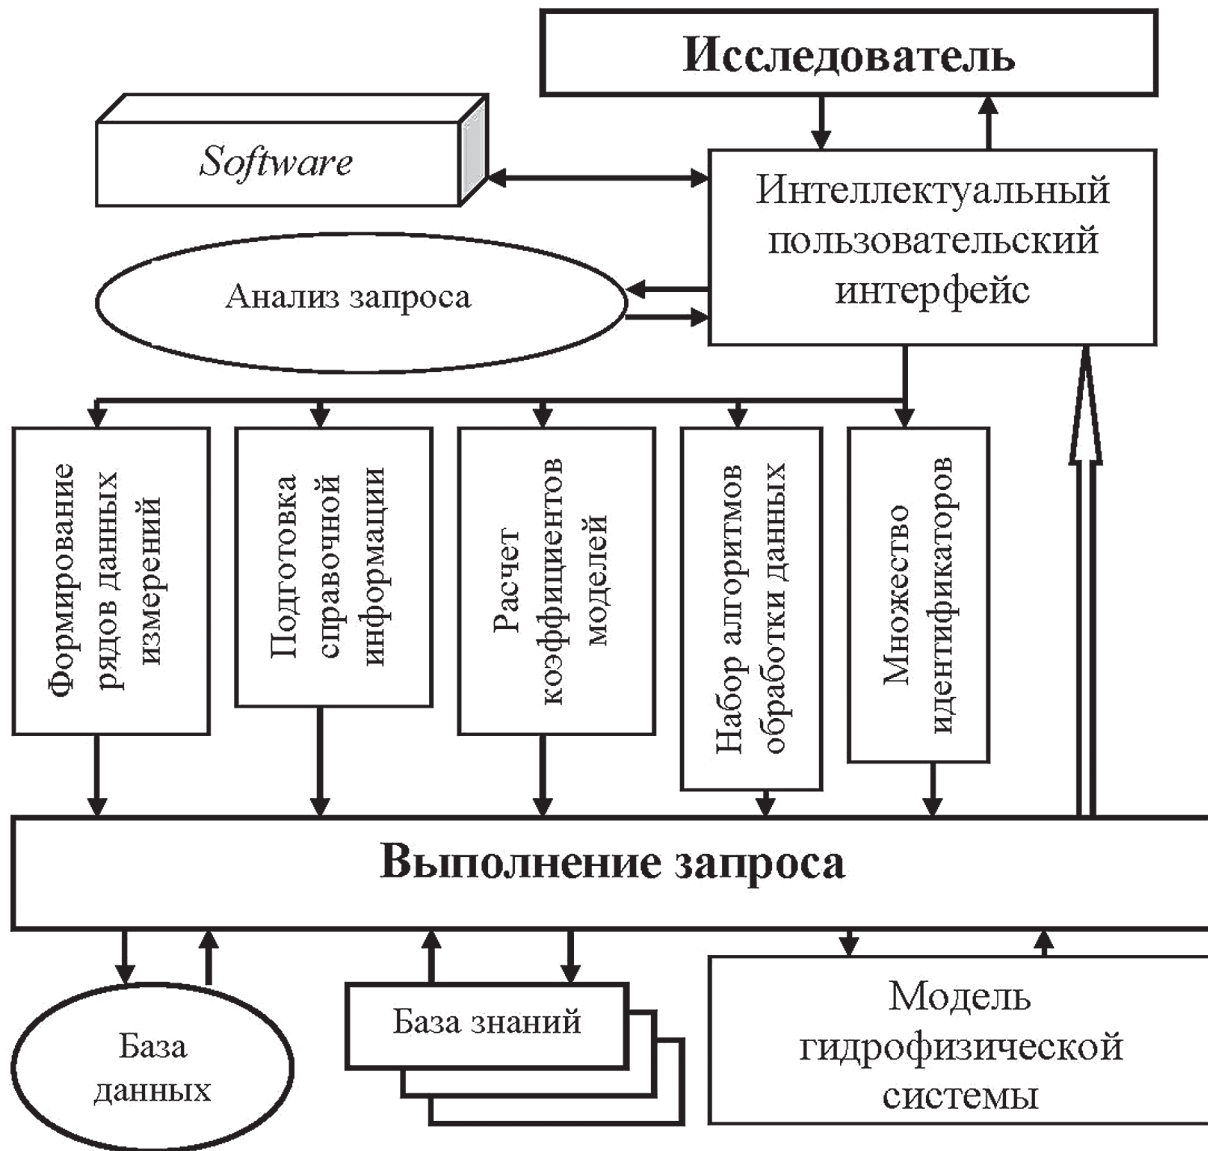 Исследователь
Software
Интеллектуальный
пользовательский
интерфейс
Анализ запроса
Формирование
рядов данных
измерений
Подготовка
справочной
информации
Расчет
коэффициентов
моделей
Набор алгоритмов
обработки данных
Множество
идентификаторов
Выполнение запроса
База
данных
База знаний
Модель
гидрофизической
системы